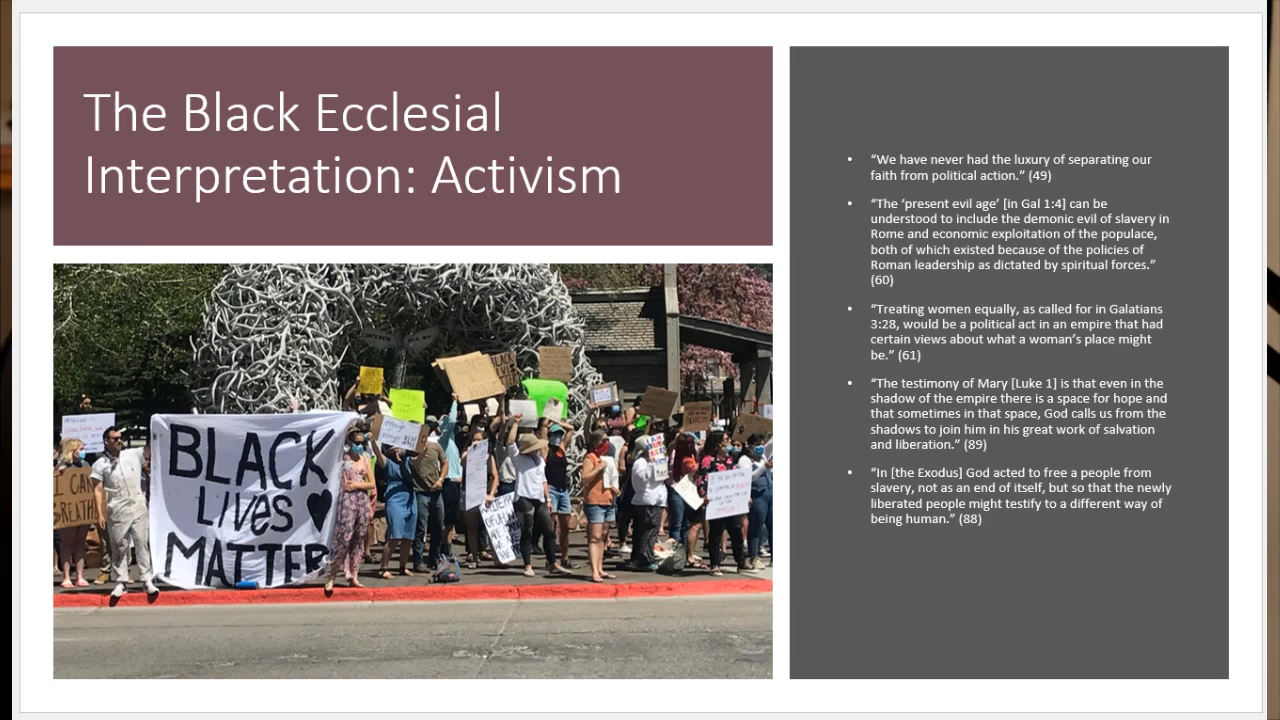 The Black Ecclesial
Interpretation: Activism
• “We have never had the luxury of separating our
faith from political action.” (49)
• “The ‘present evil age’ [in Gal 1:4] can be
understood to include the demonic evil of slavery in
Rome and economic exploitation of the populace,
both of which existed because of the policies of
Roman leadership as dictated by spiritual forces.”
(60)
• “Treating women equally, as called for in Galatians
3:28, would be a political act in an empire that had
certain views about what a woman’s place might
be.” (61)
• “The testimony of Mary [Luke 1] is that even in the
shadow of the empire there is a space for hope and
that sometimes in that space, God calls us from the
shadows to join him in his great work of salvation
and liberation.” (89)
• “In [the Exodus] God acted to free a people from
slavery, not as an end of itself, but so that the newly
liberated people might testify to a different way of
being human.” (88)
BLACK
LIVES
MATTER
I CAN
BREATH